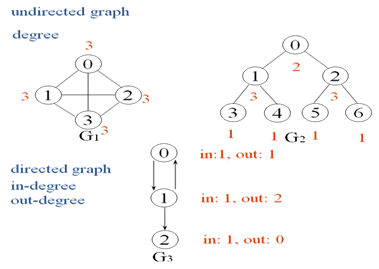 undirected graph
degree
3
0
3 1 2 3
3 3
G1
0
2
1 2
3 3
3 4 5 6
1 1 G2 1 1
directed graph
in-degree
out-degree
0 in:1, out: 1
1 in: 1, out: 2
2 in: 1, out: 0
G3